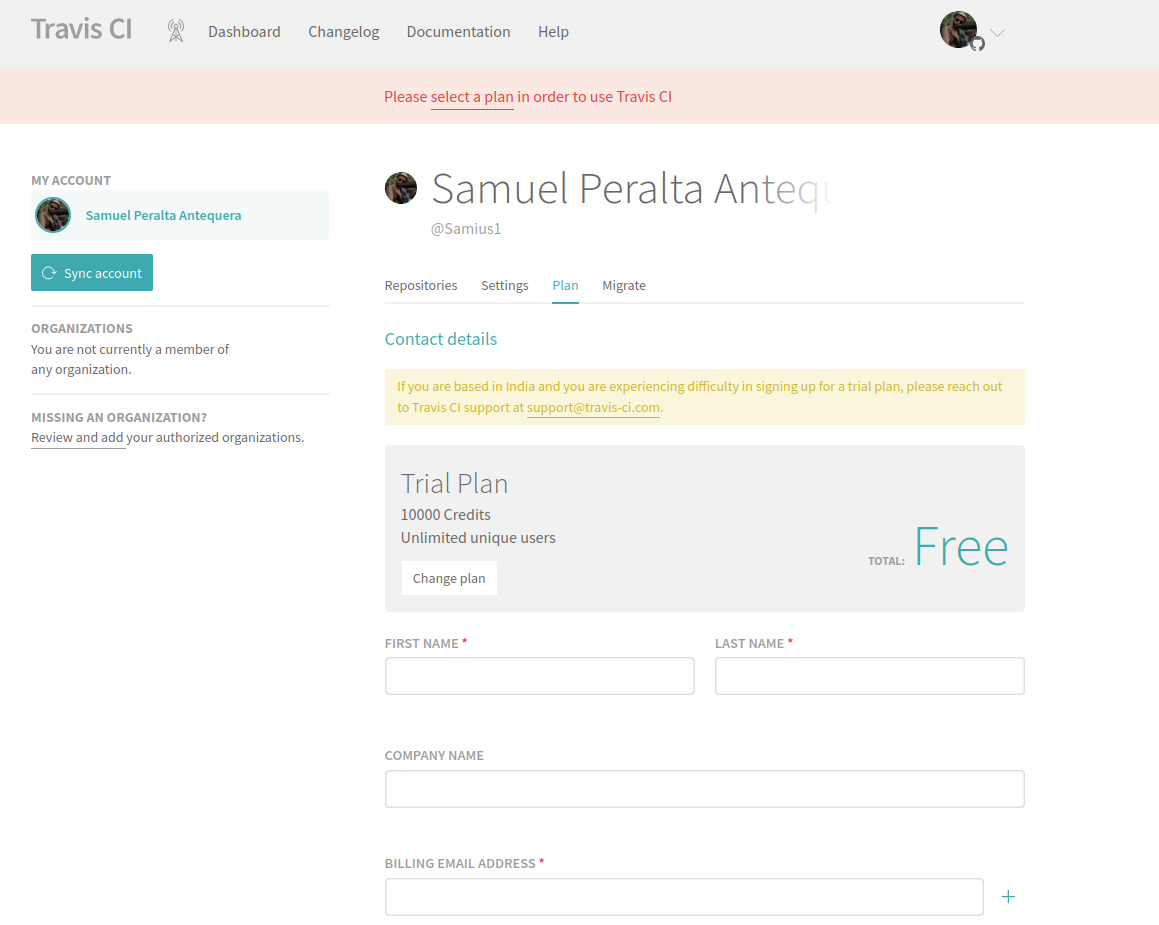 Travis CI
Dashboard Changelog Documentation Help
Please select a plan in order to use Travis CI
MY ACCOUNT
Samuel Peralta Antequera
Sync account
ORGANIZATIONS
You are not currently a member of
any organization.
MISSING AN ORGANIZATION?
Review and add your authorized organizations.
Samuel Peralta Antequ
@Samius1
Repositories Settings Plan Migrate
Contact details
If you are based in India and you are experiencing difficulty in signing up for a trial plan, please reach out
to Travis CI support at support@travis-ci.com.
Trial Plan
10000 Credits
Unlimited unique users
TOTAL: Free
Change plan
FIRST NAME * LAST NAME *
COMPANY NAME
BILLING EMAIL ADDRESS *